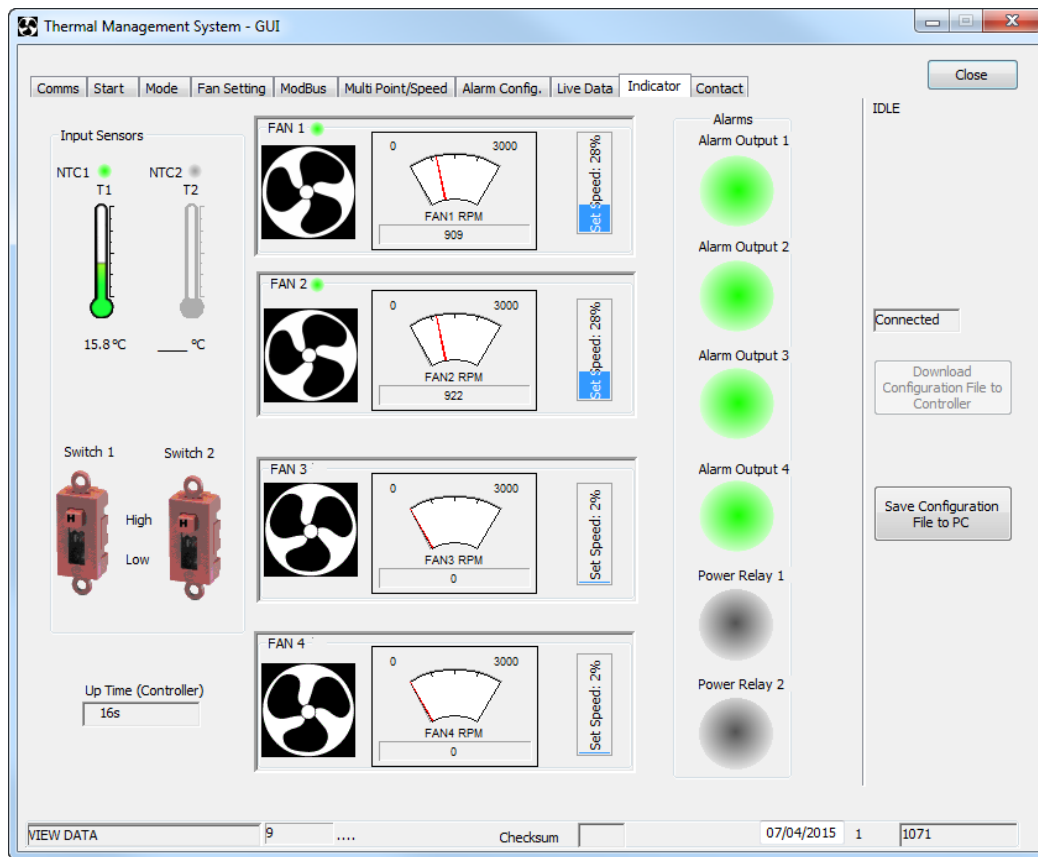 Thermal Management System - GUI
Close
Comms Start Mode Fan Setting ModBus Multi Point/Speed Alarm Config. Live Data Indicator Contact
IDLE
Input Sensors
NTC1 NTC2
T1 T2
15.8 ºC ____ ºC
Switch 1 Switch 2
H H
High
Low
Up Time (Controller)
16s
FAN 1
0 3000
FAN1 RPM
909
Set Speed: 28%
FAN 2
0 3000
FAN2 RPM
922
Set Speed: 28%
FAN 3
0 3000
FAN3 RPM
0
Set Speed: 2%
FAN 4
0 3000
FAN4 RPM
0
Set Speed: 2%
Alarms
Alarm Output 1
Alarm Output 2
Alarm Output 3
Alarm Output 4
Power Relay 1
Power Relay 2
Connected
Download
Configuration File to
Controller
Save Configuration
File to PC
VIEW DATA 9 .... Checksum 07/04/2015 1 1071